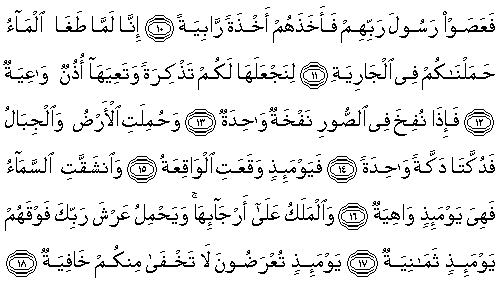 فَعَصَوْا۟ رَسُولَ رَبِّهِمْ فَأَخَذَهُمْ أَخْذَةً رَّابِيَةً ﴿١٠﴾ إِنَّا لَمَّا طَغَا ٱلْمَآءُ
حَمَلْنَـٰكُمْ فِى ٱلْجَارِيَةِ ﴿١١﴾ لِنَجْعَلَهَا لَكُمْ تَذْكِرَةً وَتَعِيَهَآ أُذُنٌ وَٰعِيَةٌ
﴿١٢﴾ فَإِذَا نُفِخَ فِى ٱلصُّورِ نَفْخَةٌ وَٰحِدَةٌ ﴿١٣﴾ وَحُمِلَتِ ٱلْأَرْضُ وَٱلْجِبَالُ
فَدُكَّتَا دَكَّةً وَٰحِدَةً ﴿١٤﴾ فَيَوْمَئِذٍ وَقَعَتِ ٱلْوَاقِعَةُ ﴿١٥﴾ وَٱنشَقَّتِ ٱلسَّمَآءُ
فَهِىَ يَوْمَئِذٍ وَاهِيَةٌ ﴿١٦﴾ وَٱلْمَلَكُ عَلَىٰٓ أَرْجَآئِهَا ۚ وَيَحْمِلُ عَرْشَ رَبِّكَ فَوْقَهُمْ
يَوْمَئِذٍ ثَمَـٰنِيَةٌ ﴿١٧﴾ يَوْمَئِذٍ تُعْرَضُونَ لَا تَخْفَىٰ مِنكُمْ خَافِيَةٌ ﴿١٨﴾